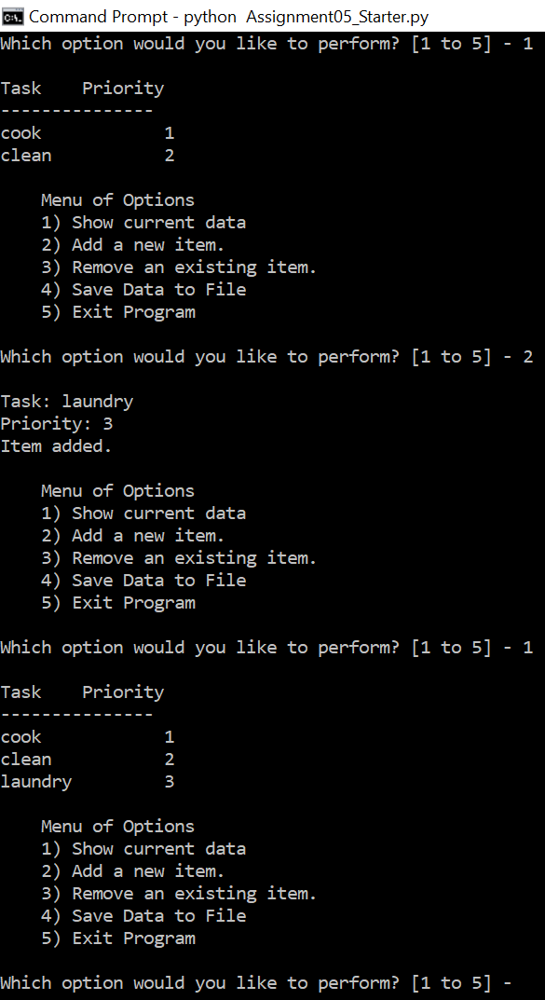 Command Prompt - python  Assignment05_Starter.py
Which option would you like to perform? [1 to 5] - 1
Task    Priority
---------------
cook            1
clean           2
Menu of Options
1) Show current data
2) Add a new item.
3) Remove an existing item.
4) Save Data to File
5) Exit Program
Which option would you like to perform? [1 to 5] - 2
Task: laundry
Priority: 3
Item added.
Menu of Options
1) Show current data
2) Add a new item.
3) Remove an existing item.
4) Save Data to File
5) Exit Program
Which option would you like to perform? [1 to 5] - 1
Task    Priority
---------------
cook            1
clean           2
laundry         3
Menu of Options
1) Show current data
2) Add a new item.
3) Remove an existing item.
4) Save Data to File
5) Exit Program
Which option would you like to perform? [1 to 5] -